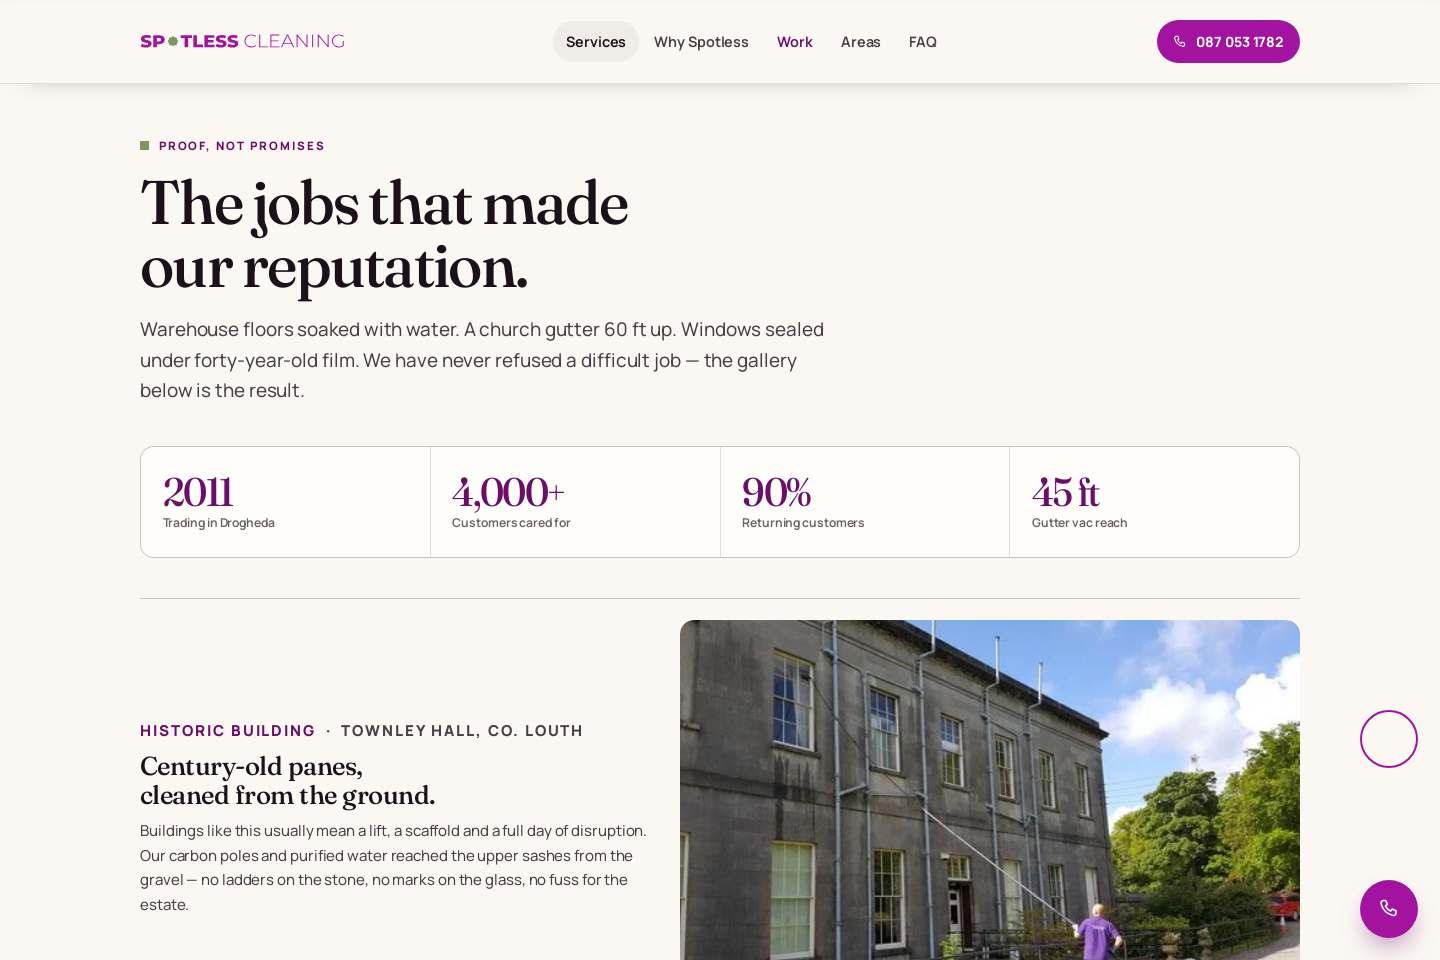 SP TLESS CLEANING
Services Why Spotless Work Areas FAQ
087 053 1782
PROOF, NOT PROMISES
The jobs that made
our reputation.
Warehouse floors soaked with water. A church gutter 60 ft up. Windows sealed
under forty-year-old film. We have never refused a difficult job — the gallery
below is the result.
2011
Trading in Drogheda
4,000+
Customers cared for
90%
Returning customers
45 ft
Gutter vac reach
HISTORIC BUILDING · TOWNLEY HALL, CO. LOUTH
Century-old panes,
cleaned from the ground.
Buildings like this usually mean a lift, a scaffold and a full day of disruption.
Our carbon poles and purified water reached the upper sashes from the
gravel — no ladders on the stone, no marks on the glass, no fuss for the
estate.